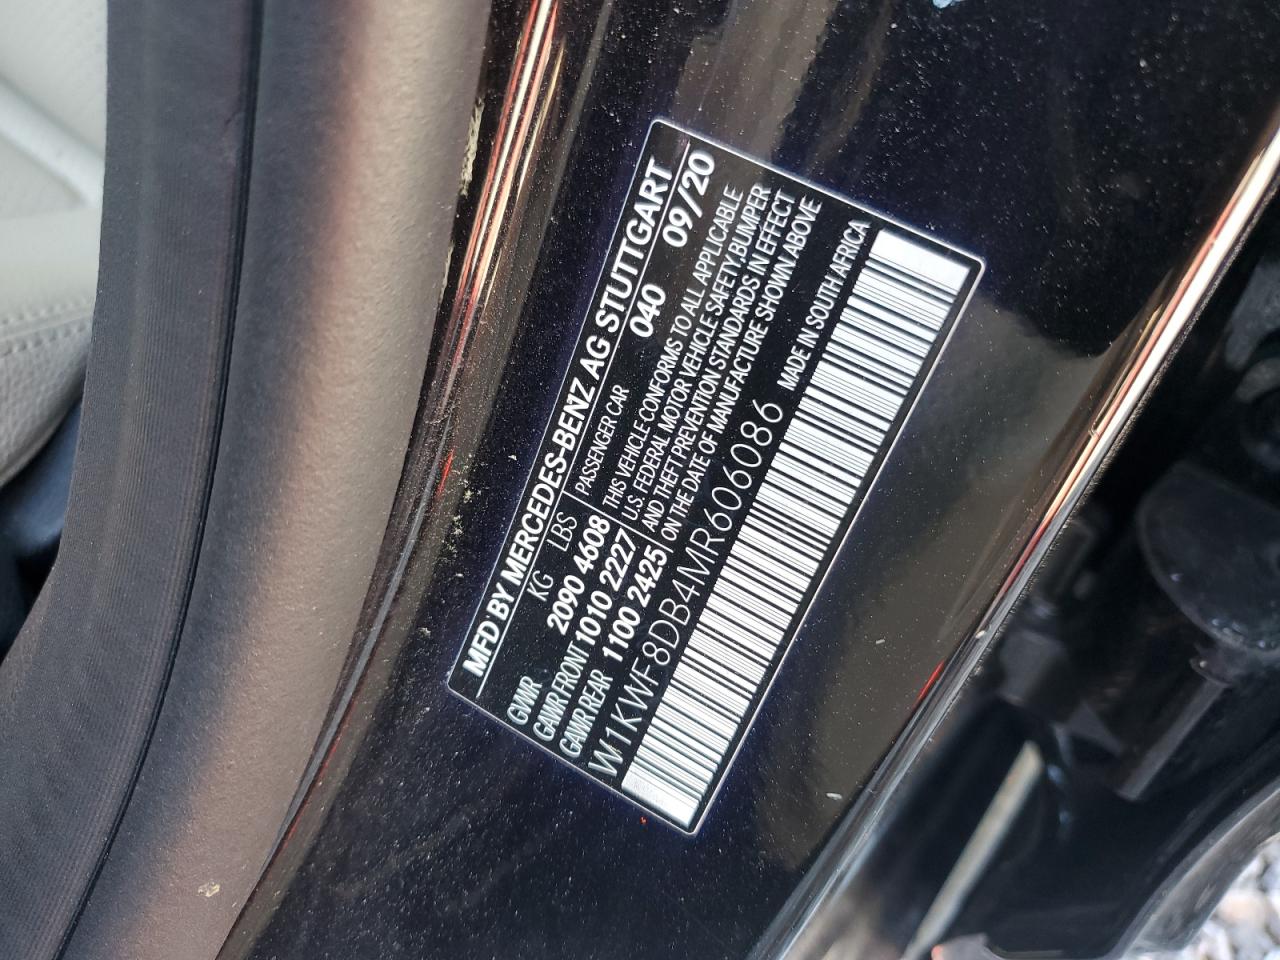 MFD BY MERCEDES-BENZ AG STUTTGART
KG LBS 040 09/20
GVWR 2090 4608 PASSENGER CAR
GAWR FRONT 1010 2227 THIS VEHICLE CONFORMS TO ALL APPLICABLE
GAWR REAR 1100 2425 U.S. FEDERAL MOTOR VEHICLE SAFETY, BUMPER
AND THEFT PREVENTION STANDARDS IN EFFECT
ON THE DATE OF MANUFACTURE SHOWN ABOVE
W1KWF8DB4MR606086 MADE IN SOUTH AFRICA